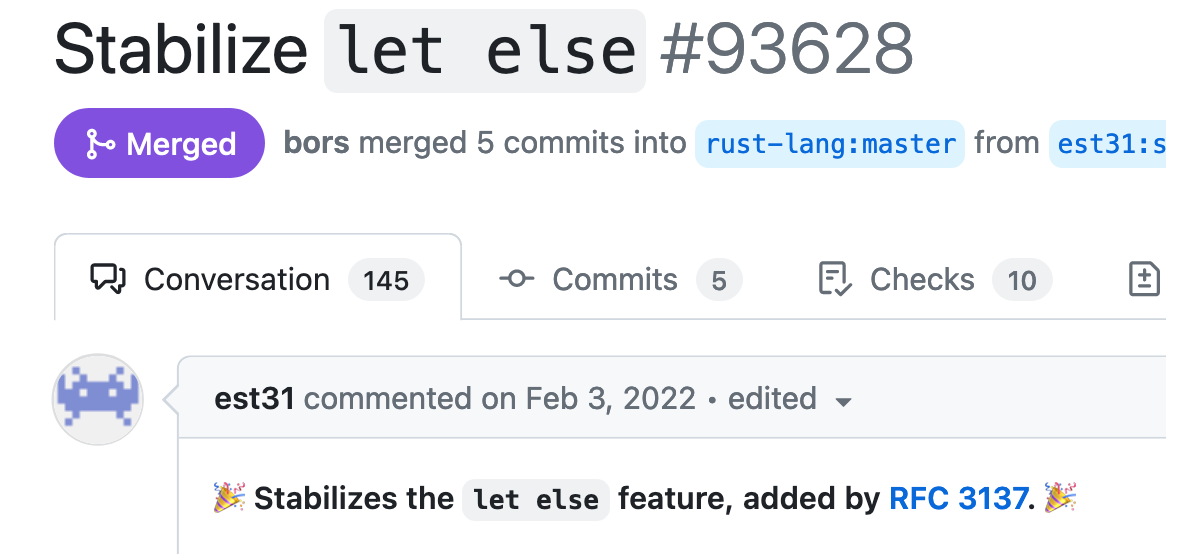 Stabilize let else #93628
Merged bors merged 5 commits into rust-lang:master from est31:s
Conversation 145 Commits 5 Checks 10
est31 commented on Feb 3, 2022 • edited
🎉 Stabilizes the let else feature, added by RFC 3137. 🎉